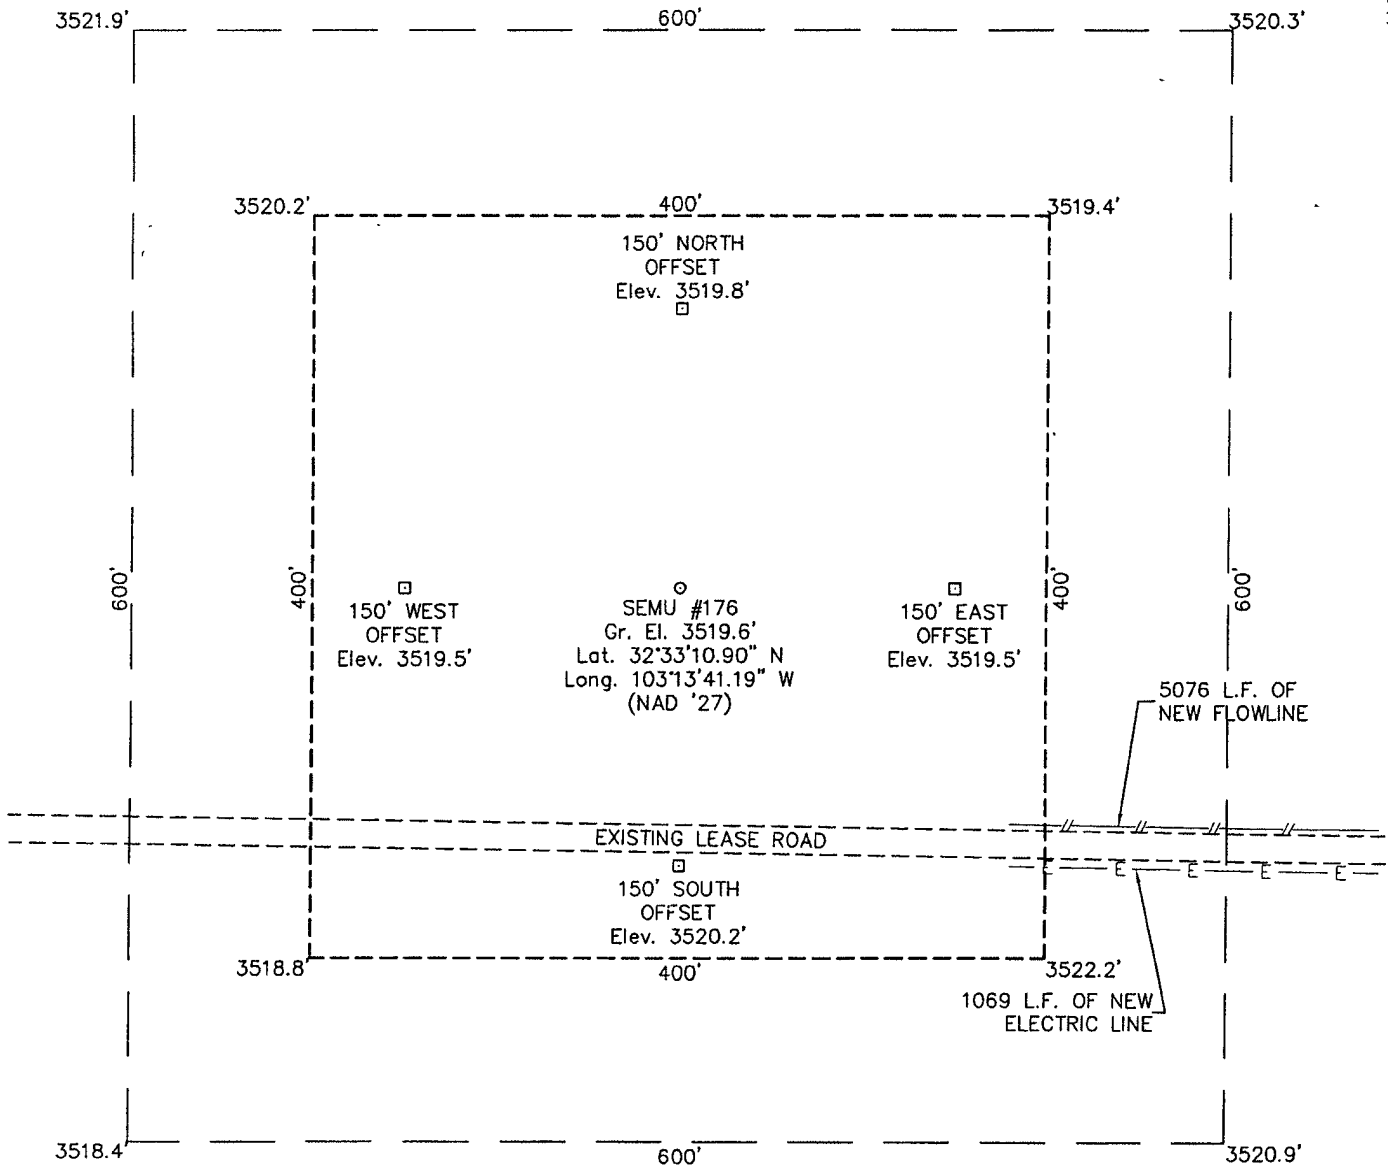 3521.9'
600'
3520.3'
3520.2'
400'
3519.4'
150' NORTH
OFFSET
Elev. 3519.8'
600'
400'
150' WEST
OFFSET
Elev. 3519.5'
SEMU #176
Gr. El. 3519.6'
Lat. 32°33'10.90" N
Long. 103°13'41.19" W
(NAD '27)
150' EAST
OFFSET
Elev. 3519.5'
400'
600'
5076 L.F. OF
NEW FLOWLINE
EXISTING LEASE ROAD
E E E E E
150' SOUTH
OFFSET
Elev. 3520.2'
3518.8'
400'
3522.2'
1069 L.F. OF NEW
ELECTRIC LINE
3518.4'
600'
3520.9'